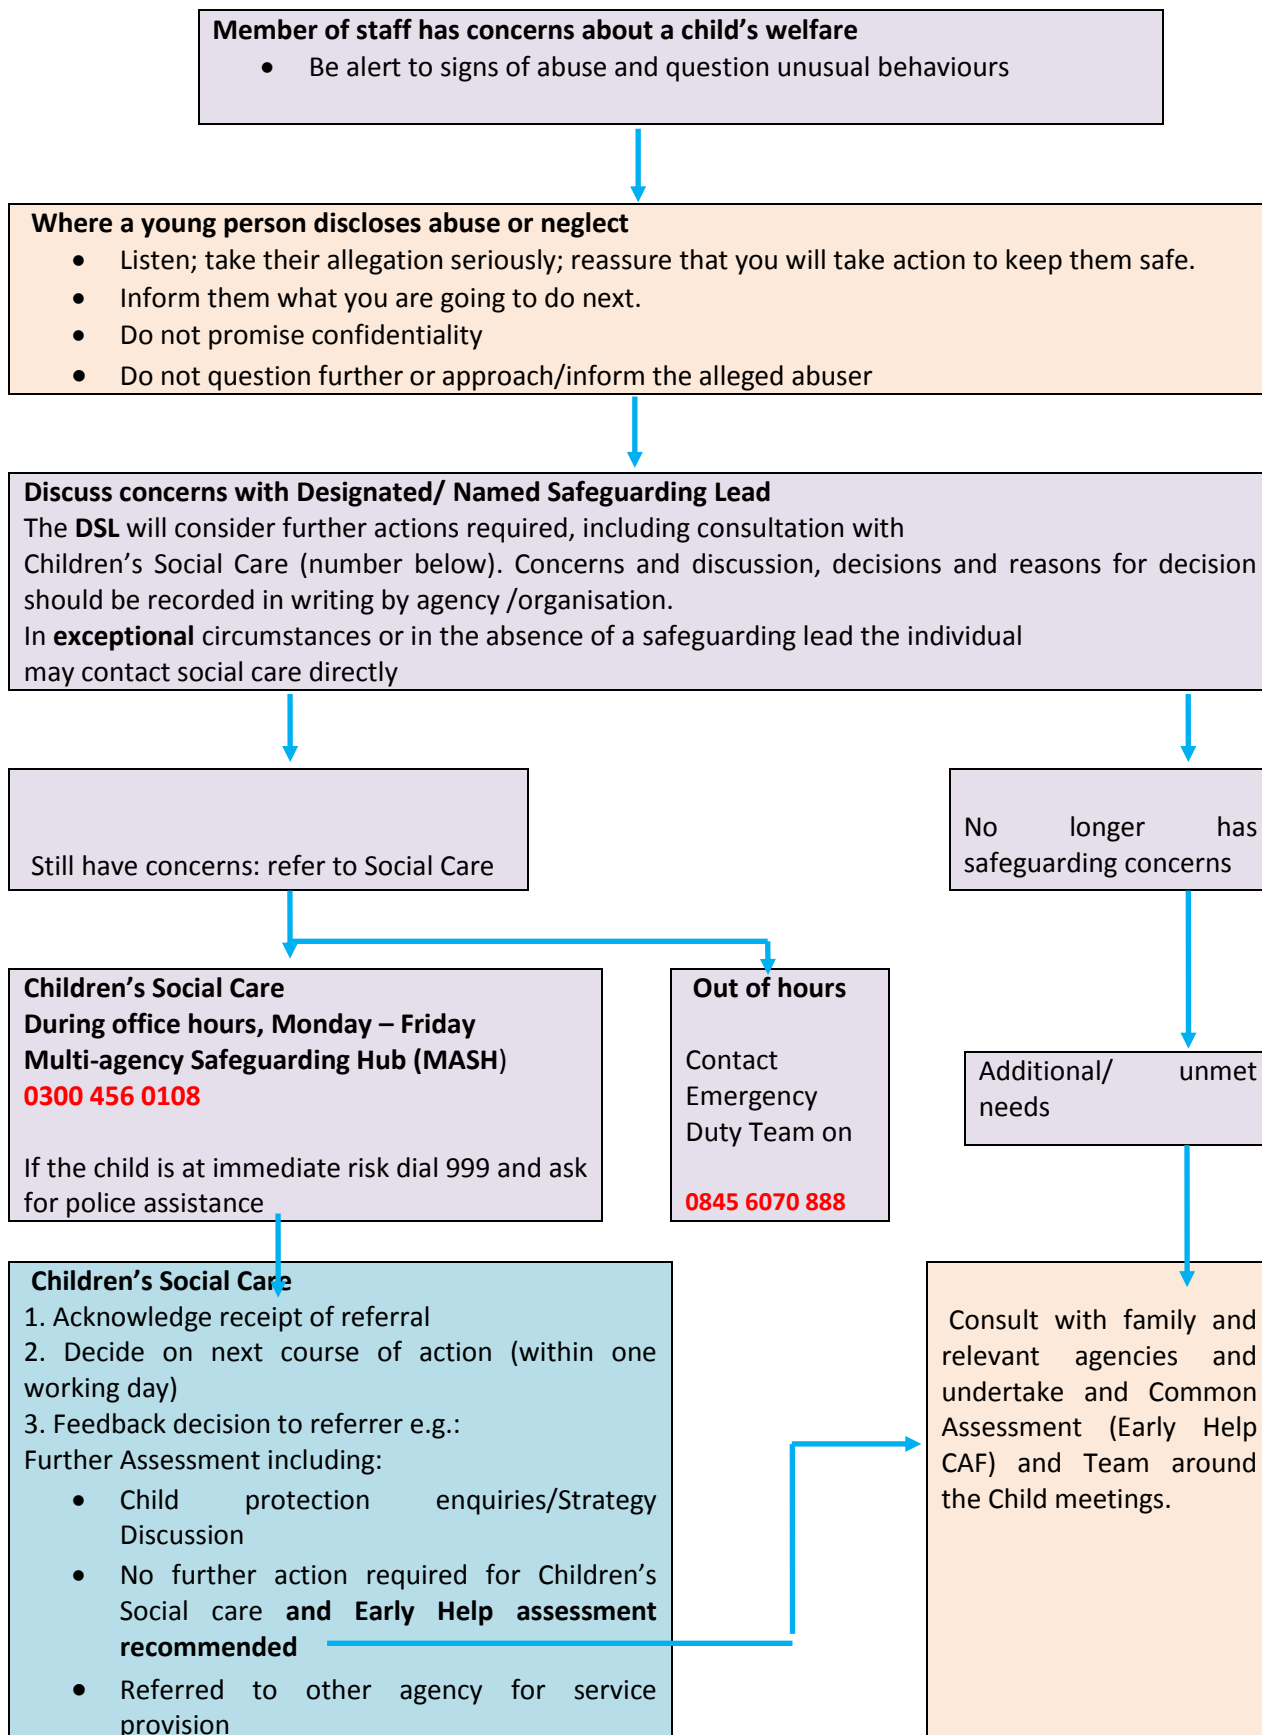 Member of staff has concerns about a child’s welfare
• Be alert to signs of abuse and question unusual behaviours
Where a young person discloses abuse or neglect
• Listen; take their allegation seriously; reassure that you will take action to keep them safe.
• Inform them what you are going to do next.
• Do not promise confidentiality
• Do not question further or approach/inform the alleged abuser
Discuss concerns with Designated/ Named Safeguarding Lead
The DSL will consider further actions required, including consultation with
Children’s Social Care (number below). Concerns and discussion, decisions and reasons for decision
should be recorded in writing by agency /organisation.
In exceptional circumstances or in the absence of a safeguarding lead the individual
may contact social care directly
Still have concerns: refer to Social Care
No longer has
safeguarding concerns
Children’s Social Care
During office hours, Monday – Friday
Multi-agency Safeguarding Hub (MASH)
0300 456 0108
If the child is at immediate risk dial 999 and ask
for police assistance
Out of hours
Contact
Emergency
Duty Team on
0845 6070 888
Additional/ unmet
needs
Children’s Social Care
1. Acknowledge receipt of referral
2. Decide on next course of action (within one
working day)
3. Feedback decision to referrer e.g.:
Further Assessment including:
• Child protection enquiries/Strategy
Discussion
• No further action required for Children’s
Social care and Early Help assessment
recommended
• Referred to other agency for service
provision
Consult with family and
relevant agencies and
undertake and Common
Assessment (Early Help
CAF) and Team around
the Child meetings.